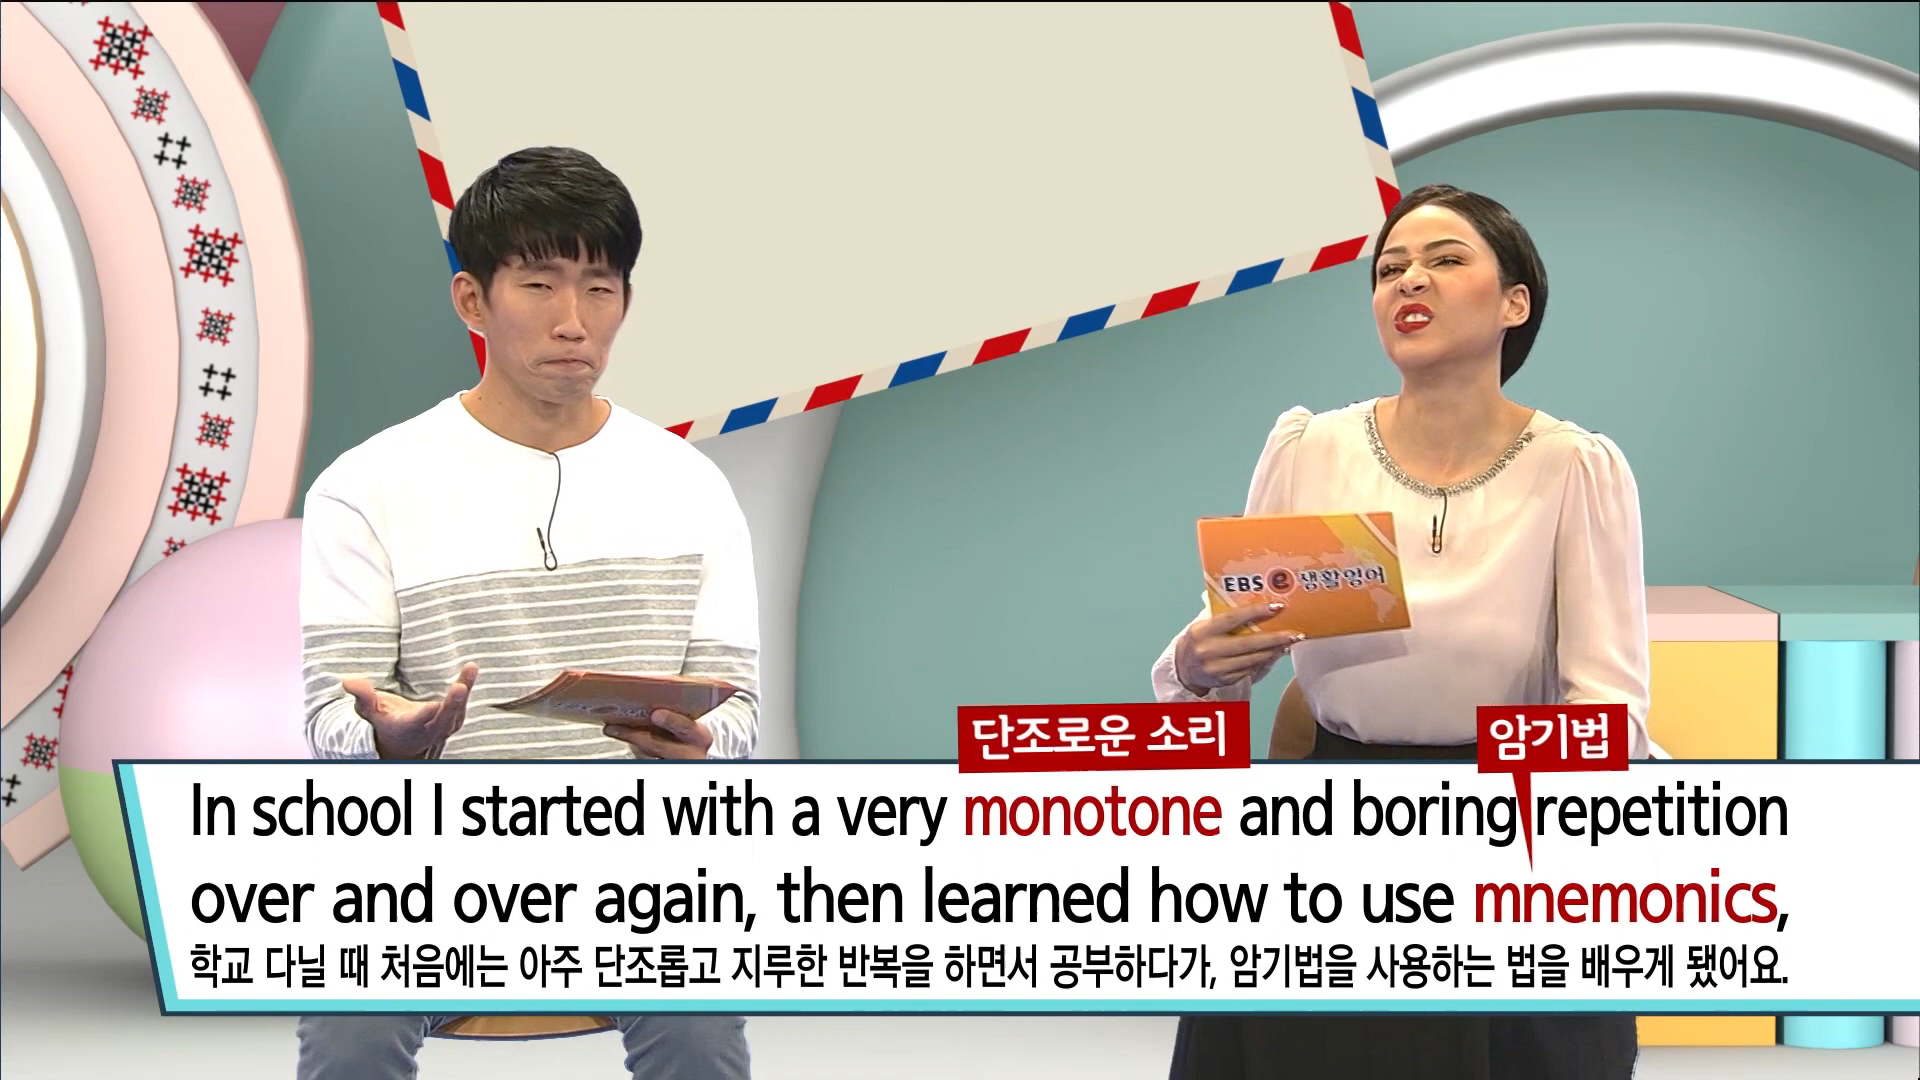 EBS e 생활영어
단조로운 소리
암기법
In school I started with a very monotone and boring repetition
over and over again, then learned how to use mnemonics,
학교 다닐 때 처음에는 아주 단조롭고 지루한 반복을 하면서 공부하다가, 암기법을 사용하는 법을 배우게 됐어요.